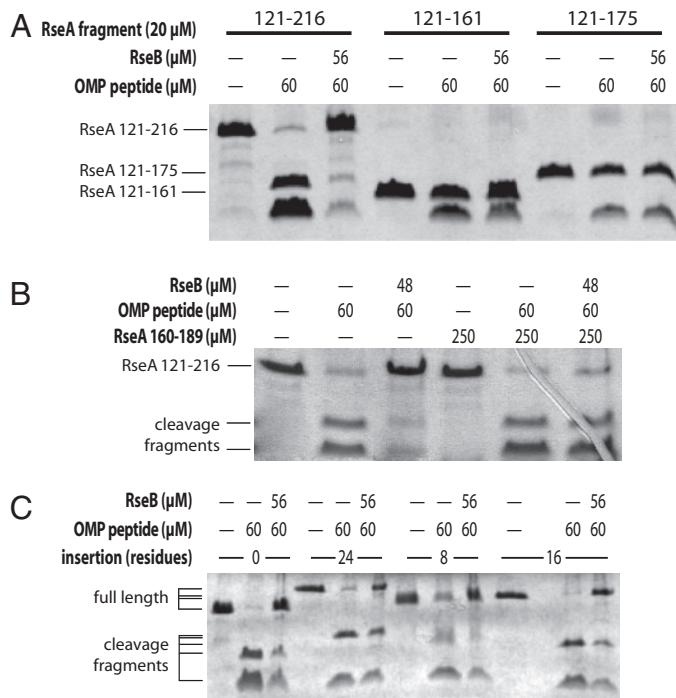 A
RseA fragment (20 µM) 121-216 121-161 121-175
RseB (µM) — — 56 — — 56 — — 56
OMP peptide (µM) — 60 60 — 60 60 — 60 60
RseA 121-216
RseA 121-175
RseA 121-161
B
RseB (µM) — — 48 — — 48
OMP peptide (µM) — 60 60 — 60 60
RseA 160-189 (µM) — — — 250 250 250
RseA 121-216
cleavage
fragments
C
RseB (µM) — — 56 — — 56 — — 56 — — 56
OMP peptide (µM) — 60 60 — 60 60 — 60 60 — 60 60
insertion (residues) 0 24 8 16
full length
cleavage
fragments